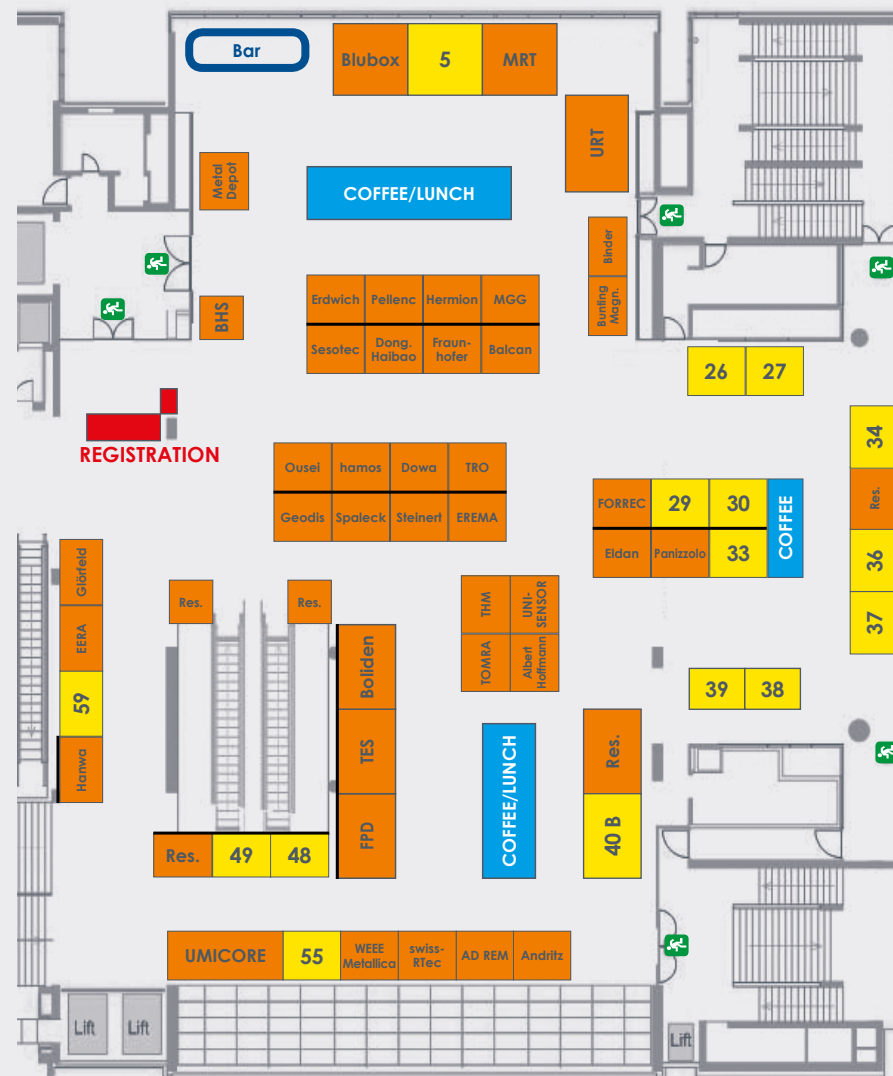 Bar
Blubox
5
MRT
URT
Metal
Depot
COFFEE/LUNCH
Binder
Bunting
Magn.
BHS
Erdwich
Pellenc
Hermion
MGG
Sesotec
Dong.
Haibao
Fraun-
hofer
Balcan
26
27
REGISTRATION
34
Res.
36
37
Ousei
hamos
Dowa
TRO
Geodis
Spaleck
Steinert
EREMA
FORREC
29
30
COFFEE
Eldan
Panizzolo
33
Glörfeld
EERA
59
Hanwa
Res.
Res.
THM
UNI-
SENSOR
TOMRA
Albert
Hoffmann
Boliden
TES
FPD
39
38
COFFEE/LUNCH
Res.
40 B
Res.
49
48
UMICORE
55
WEEE
Metallica
swiss-
RTec
AD REM
Andritz
Lift
Lift
Lift